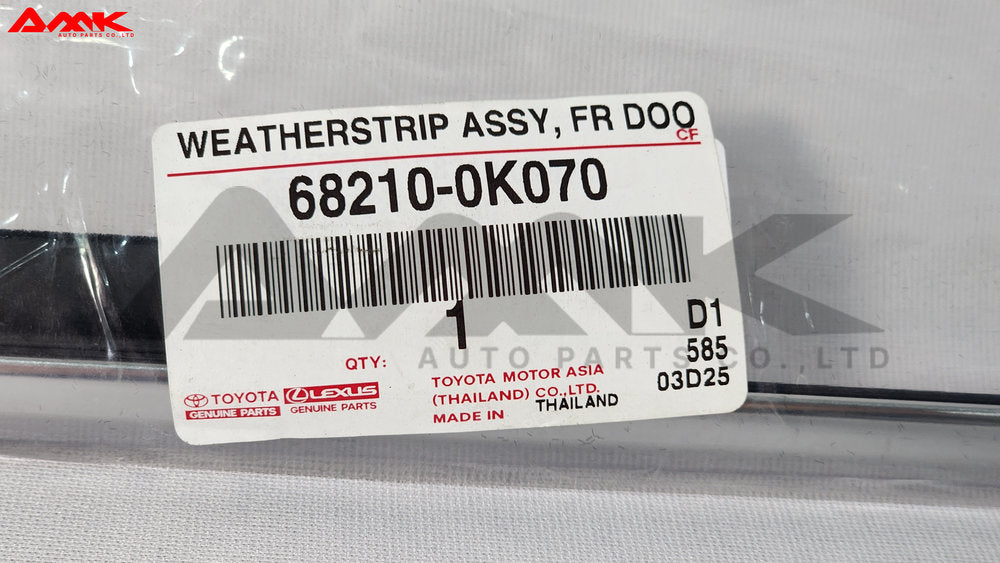 AMK
AUTO PARTS CO.,LTD
WEATHERSTRIP ASSY, FR DOO
CF
68210-0K070
AMK
1
AUTO PARTS CO.,LTD
D1
585
03D25
QTY:
TOYOTA
GENUINE PARTS
LEXUS
GENUINE PARTS
TOYOTA MOTOR ASIA
(THAILAND) CO.,LTD.
MADE IN THAILAND